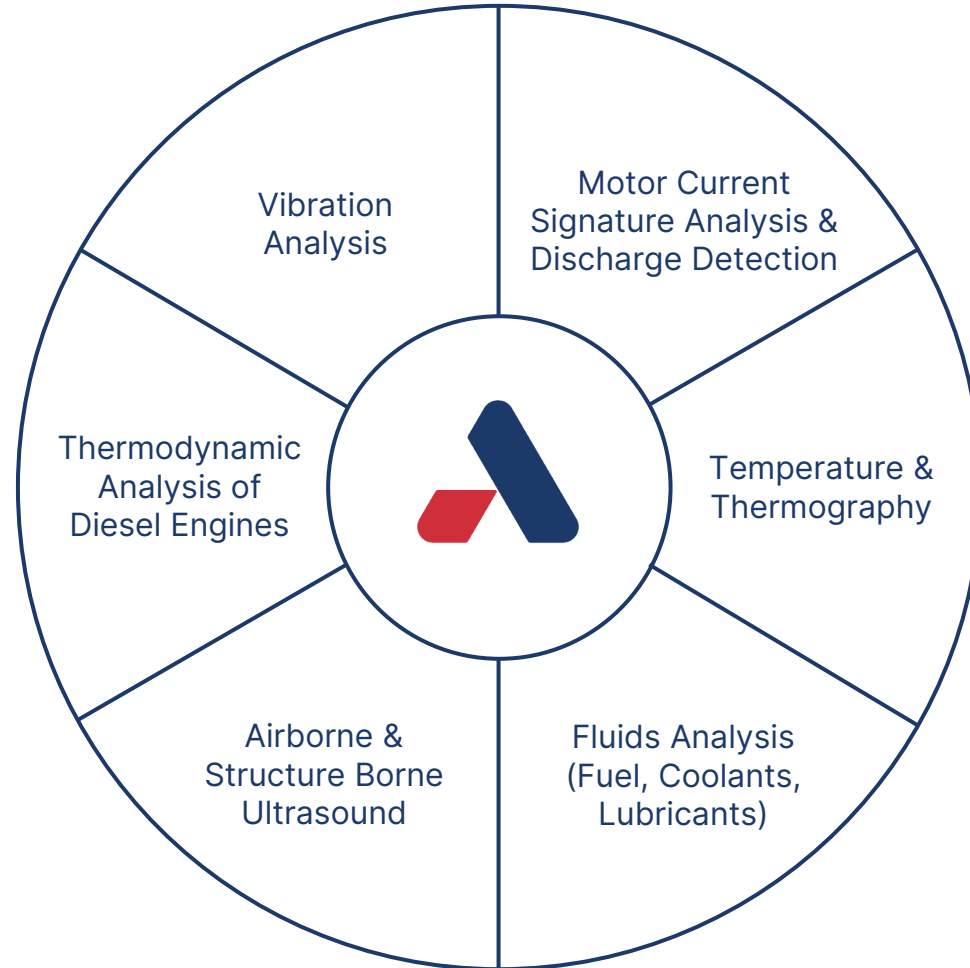 Vibration
Analysis
Motor Current
Signature Analysis &
Discharge Detection
Thermodynamic
Analysis of
Diesel Engines
Temperature &
Thermography
Airborne &
Structure Borne
Ultrasound
Fluids Analysis
(Fuel, Coolants,
Lubricants)